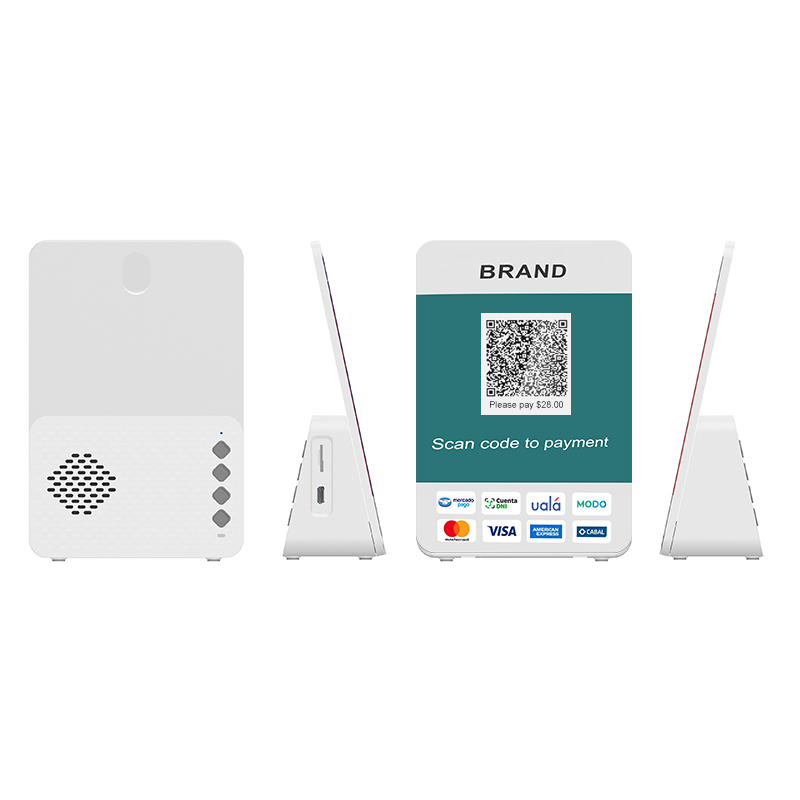 BRAND
Please pay $28.00
Scan code to payment
mercado pago
Cuenta DNI
ualá
MODO
mastercard
VISA
AMERICAN EXPRESS
CABAL